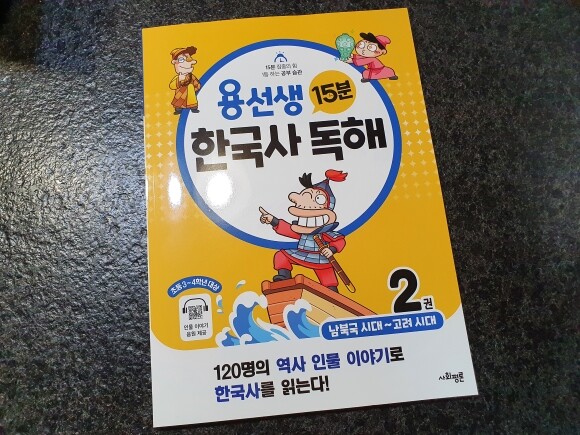 15분 집중의 힘
매일 하는 공부 습관
용선생 15분
한국사 독해
초등 3~4학년 대상
인물 이야기
음원 제공
2권
남북국 시대~고려 시대
120명의 역사 인물 이야기로
한국사를 읽는다!
사회평론